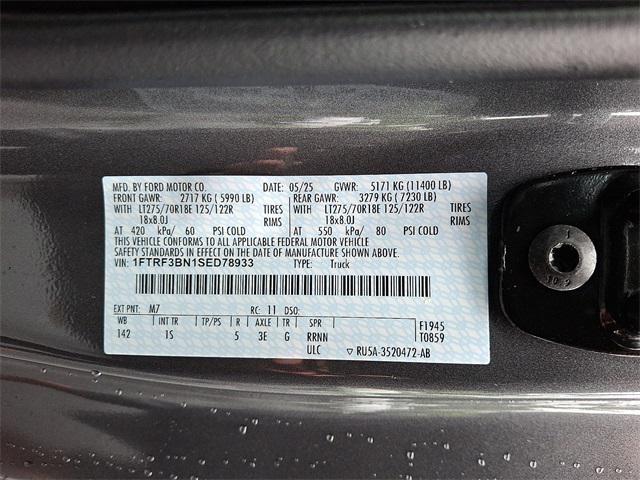 MFD. BY FORD MOTOR CO. DATE: 05/25 GVWR: 5171 KG (11400 LB)
FRONT GAWR: 2717 KG (5990 LB) REAR GAWR: 3279 KG (7230 LB)
WITH LT275/70R18E 125/122R TIRES WITH LT275/70R18E 125/122R TIRES
18x8.0J RIMS 18x8.0J RIMS
AT 420 kPa/ 60 PSI COLD AT 550 kPa/ 80 PSI COLD
THIS VEHICLE CONFORMS TO ALL APPLICABLE FEDERAL MOTOR VEHICLE
SAFETY STANDARDS IN EFFECT ON THE DATE OF MANUFACTURE SHOWN ABOVE.
VIN: 1FTRF3BN1SED78933 TYPE: Truck
EXT PNT: M7 RC: 11 DSO:
WB INT TR TP/PS R AXLE TR SPR F1945
142 1S 5 3E G RRNN T0859
ULC ▽ RU5A-3520472-AB
10.9